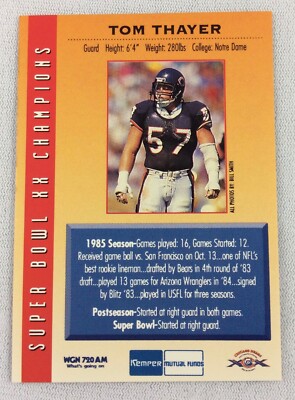 TOM THAYER
Guard Height: 6'4" Weight: 280lbs College: Notre Dame
SUPER BOWL XX CHAMPIONS
57
ALL PHOTOS BY: BILL SMITH
1985 Season-Games played: 16, Games Started: 12.
Received game ball vs. San Francisco on Oct. 13...one of NFL's
best rookie lineman...drafted by Bears in 4th round of '83
draft...played 13 games for Arizona Wranglers in '84...signed
by Blitz '83...played in USFL for three seasons.
Postseason-Started at right guard in both games.
Super Bowl-Started at right guard.
WGN 720 AM
What's going on
Kemper MUTUAL FUNDS